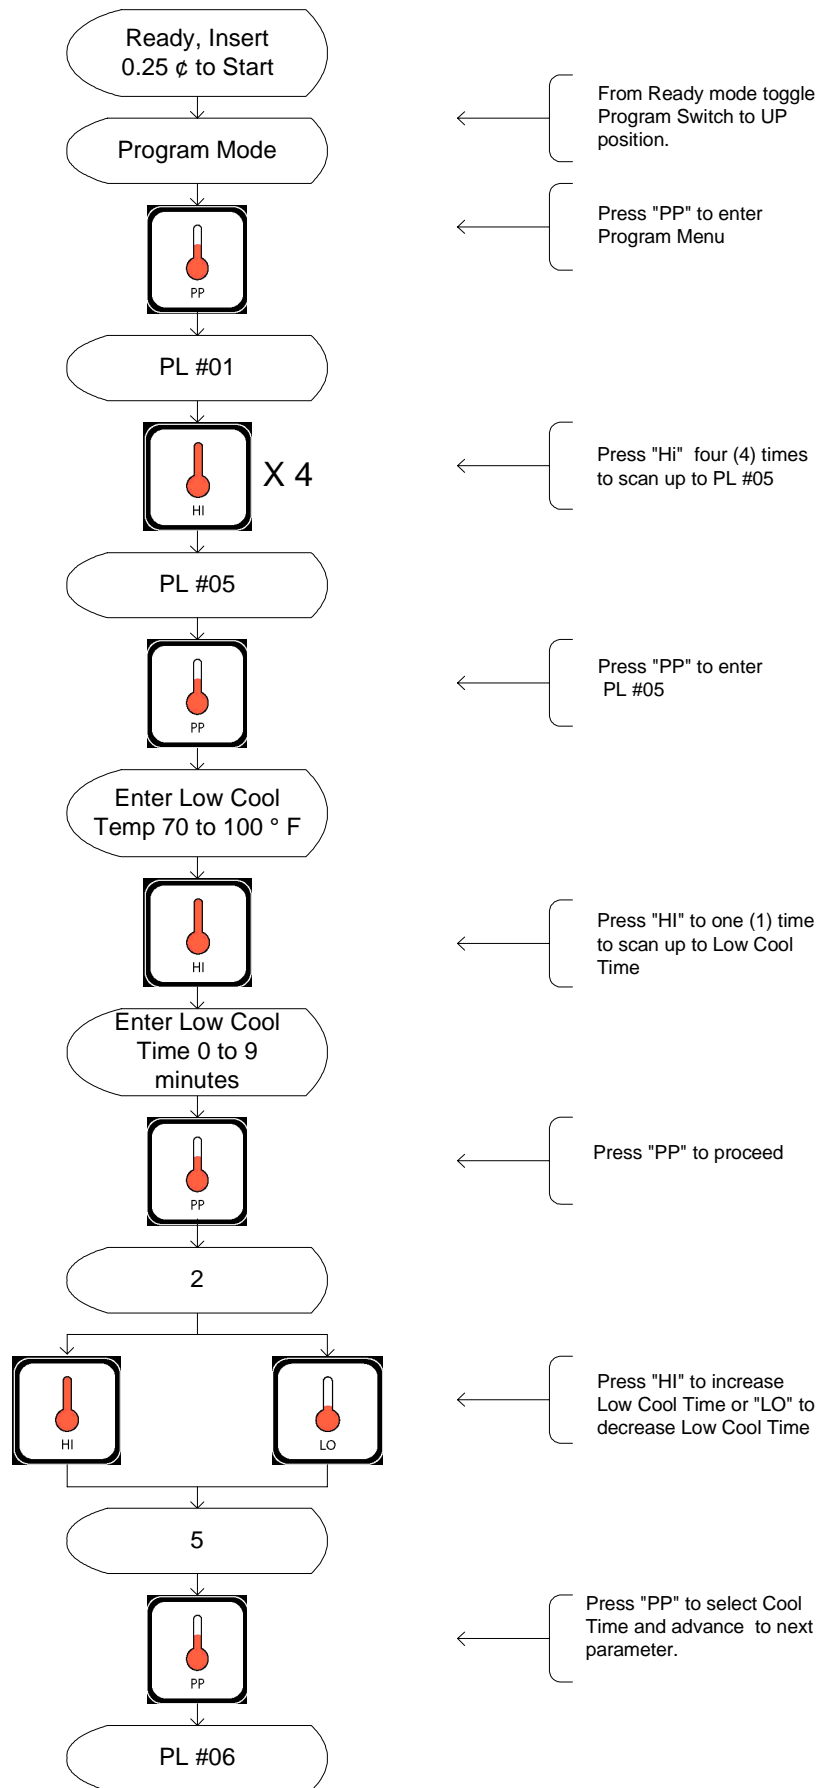 Ready, Insert
0.25 ¢ to Start
From Ready mode toggle
Program Switch to UP
position.
Program Mode
Press "PP" to enter
Program Menu
PP
PL #01
HI
X 4
Press "Hi" four (4) times
to scan up to PL #05
PL #05
Press "PP" to enter
PL #05
PP
Enter Low Cool
Temp 70 to 100 ° F
HI
Press "HI" to one (1) time
to scan up to Low Cool
Time
Enter Low Cool
Time 0 to 9
minutes
PP
Press "PP" to proceed
2
HI
LO
Press "HI" to increase
Low Cool Time or "LO" to
decrease Low Cool Time
5
PP
Press "PP" to select Cool
Time and advance to next
parameter.
PL #06